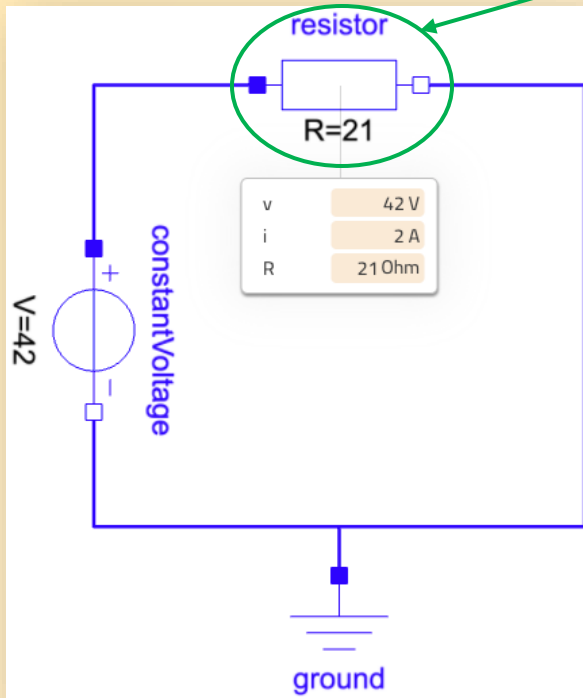 resistor
R=21
v 42 V
i 2 A
R 21 Ohm
constantVoltage
+
V=42
−
ground